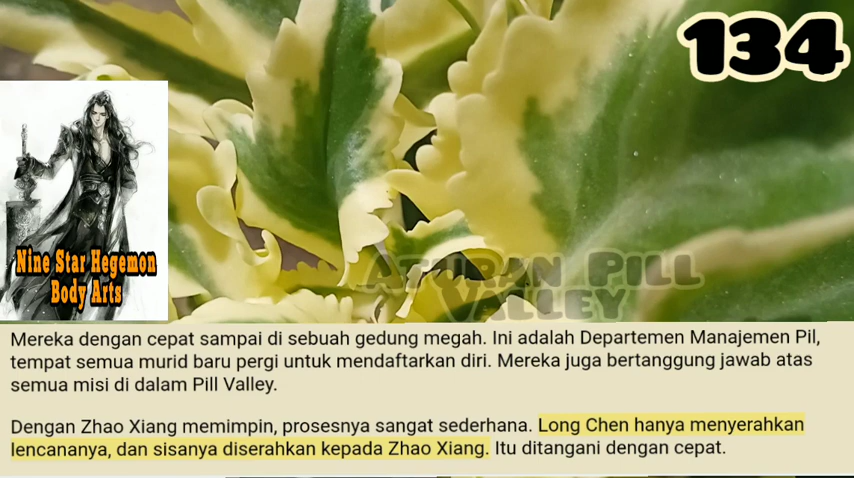 134
Nine Star Hegemon
Body Arts
Aturan Pill
Valley
Mereka dengan cepat sampai di sebuah gedung megah. Ini adalah Departemen Manajemen Pil,
tempat semua murid baru pergi untuk mendaftarkan diri. Mereka juga bertanggung jawab atas
semua misi di dalam Pill Valley.
Dengan Zhao Xiang memimpin, prosesnya sangat sederhana. Long Chen hanya menyerahkan
lencananya, dan sisanya diserahkan kepada Zhao Xiang. Itu ditangani dengan cepat.